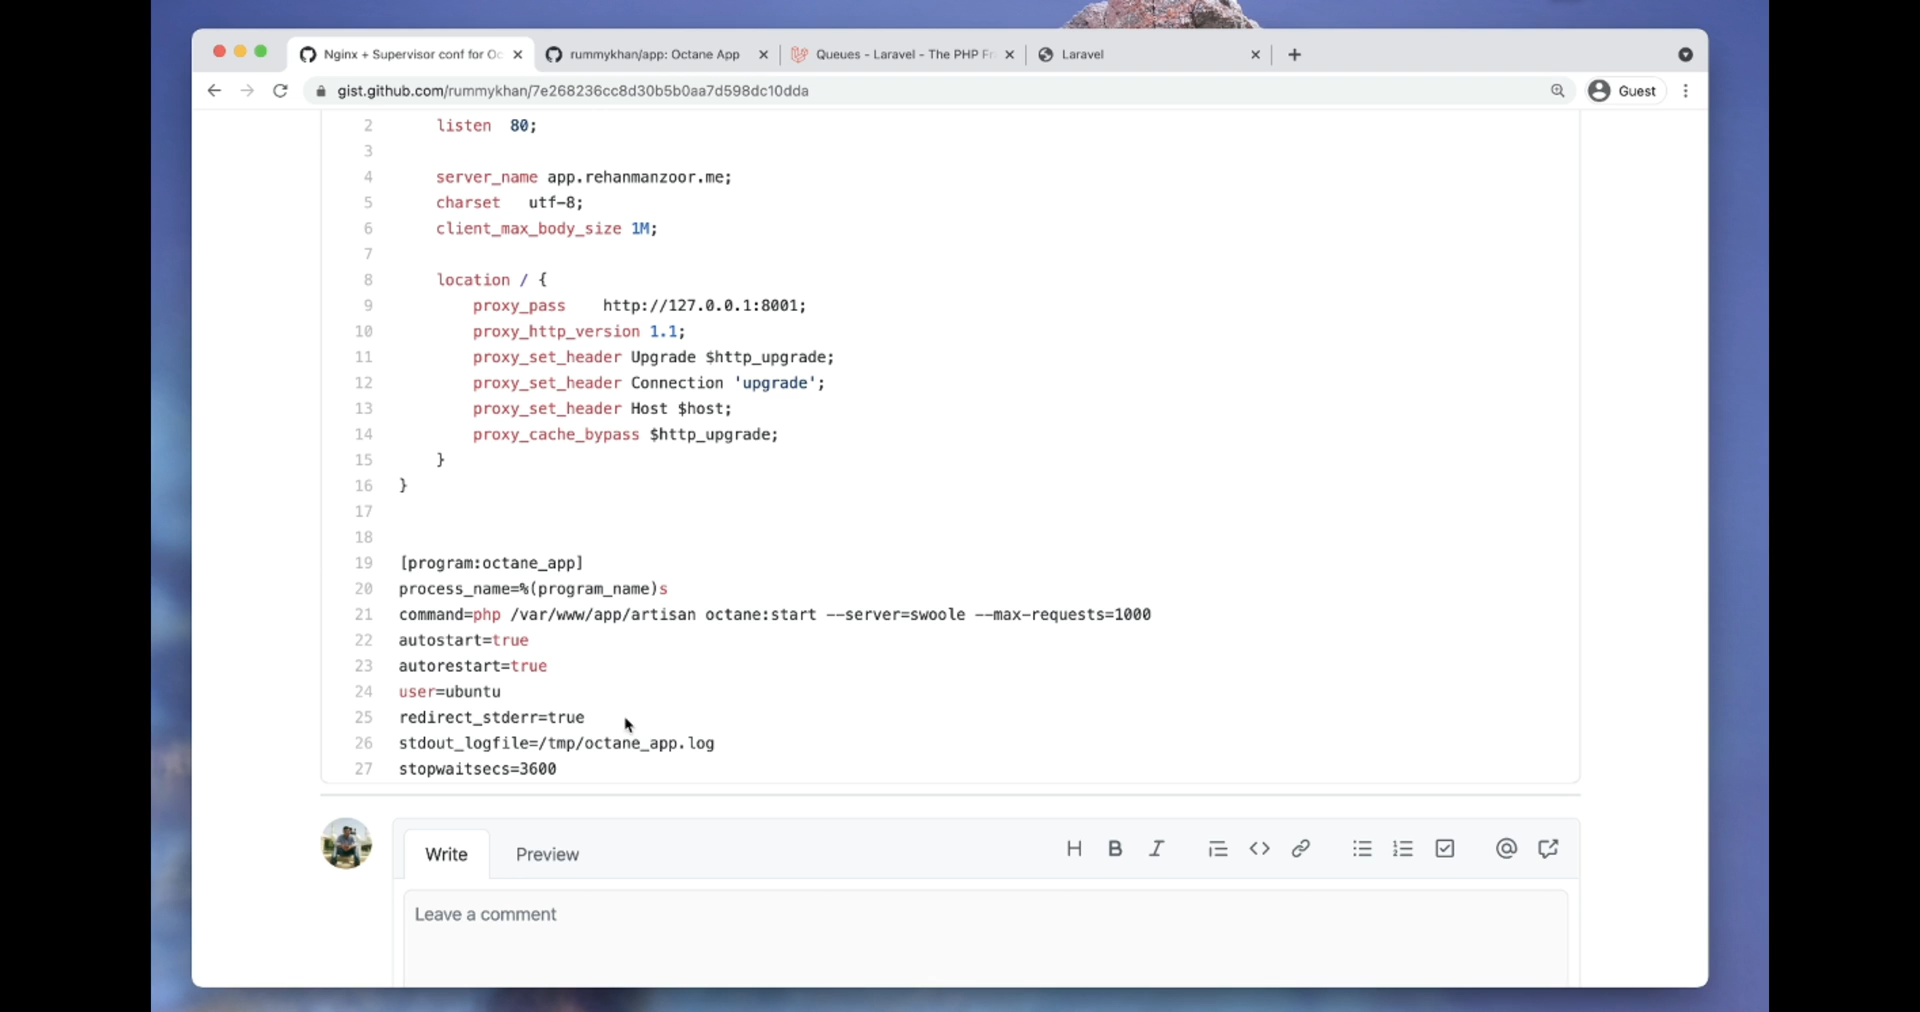 Nginx + Supervisor conf for Oc
rummykhan/app: Octane App
Queues - Laravel - The PHP Fr
Laravel
gist.github.com/rummykhan/7e268236cc8d30b5b0aa7d598dc10dda
Guest
2 listen 80;
3
4 server_name app.rehanmanzoor.me;
5 charset utf-8;
6 client_max_body_size 1M;
7
8 location / {
9 proxy_pass http://127.0.0.1:8001;
10 proxy_http_version 1.1;
11 proxy_set_header Upgrade $http_upgrade;
12 proxy_set_header Connection 'upgrade';
13 proxy_set_header Host $host;
14 proxy_cache_bypass $http_upgrade;
15 }
16 }
17
18
19 [program:octane_app]
20 process_name=%(program_name)s
21 command=php /var/www/app/artisan octane:start --server=swoole --max-requests=1000
22 autostart=true
23 autorestart=true
24 user=ubuntu
25 redirect_stderr=true
26 stdout_logfile=/tmp/octane_app.log
27 stopwaitsecs=3600
Write
Preview
Leave a comment